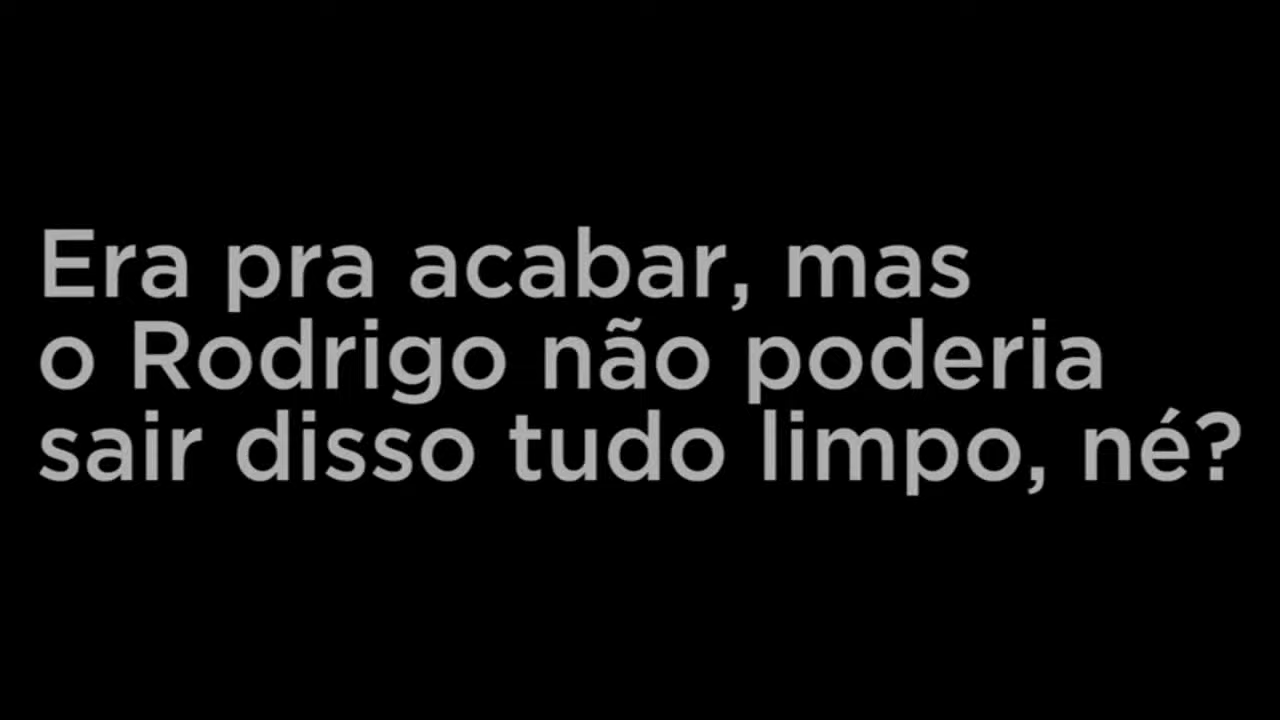 Era pra acabar, mas
o Rodrigo não poderia
sair disso tudo limpo, né?